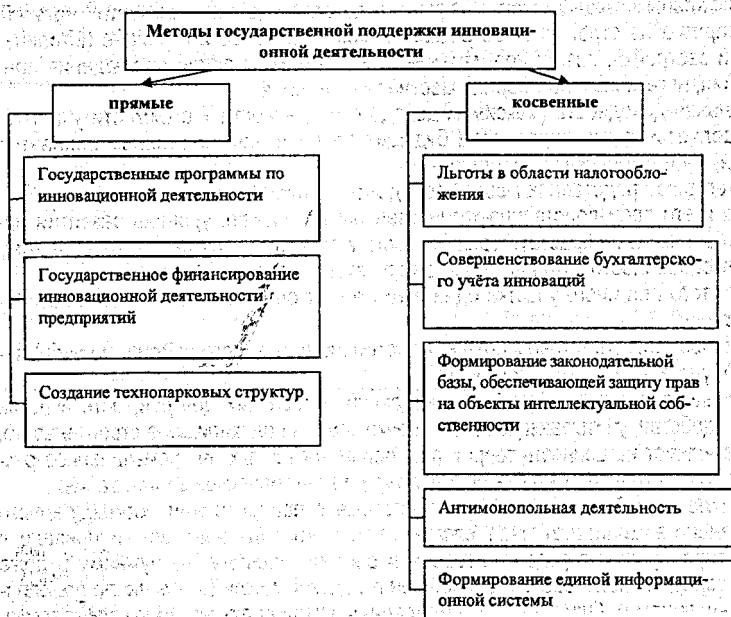 Методы государственной поддержки инноваци-
онной деятельности
прямые
Государственные программы по
инновационной деятельности
Государственное финансирование
инновационной деятельности
предприятий
Создание технопарковых структур
косвенные
Льготы в области налогообло-
жения
Совершенствование бухгалтерско-
го учёта инноваций
Формирование законодательной
базы, обеспечивающей защиту прав
на объекты интеллектуальной соб-
ственности
Антимонопольная деятельность
Формирование единой информаци-
онной системы